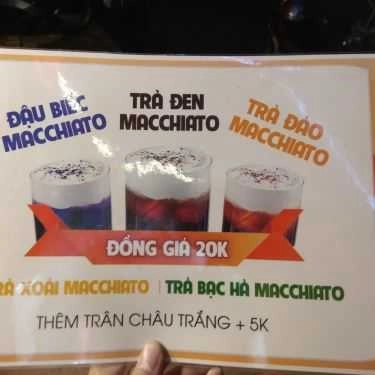 ĐẬU BIẾC
MACCHIATO
TRÀ ĐEN
MACCHIATO
TRÀ ĐÀO
MACCHIATO
ĐỒNG GIÁ 20K
RÀ XOÀI MACCHIATO | TRÀ BẠC HÀ MACCHIATO
THÊM TRÂN CHÂU TRẮNG + 5K